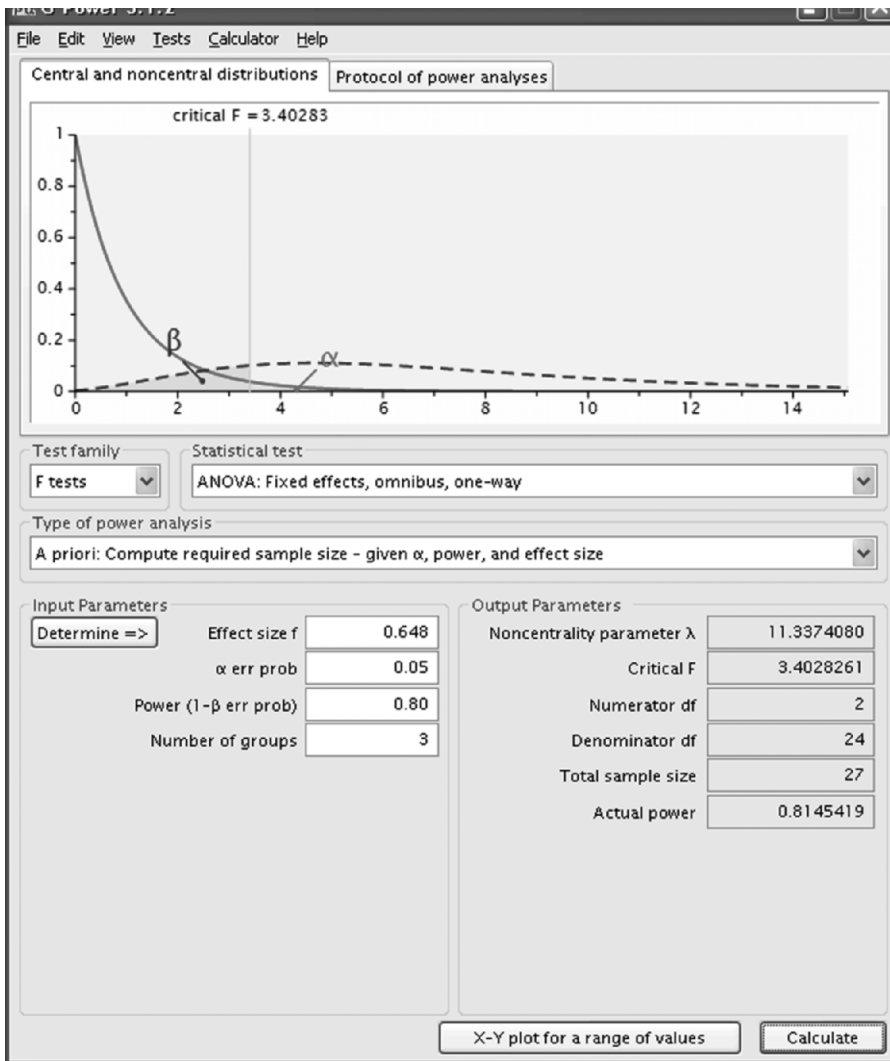 G*Power 3.1.2
File Edit View Tests Calculator Help
Central and noncentral distributions Protocol of power analyses
critical F = 3.40283
1
0.8
0.6
0.4
0.2
0
β
α
0 2 4 6 8 10 12 14
Test family Statistical test
F tests ANOVA: Fixed effects, omnibus, one-way
Type of power analysis
A priori: Compute required sample size - given α, power, and effect size
Input Parameters Output Parameters
Determine => Effect size f 0.648 Noncentrality parameter λ 11.3374080
α err prob 0.05 Critical F 3.4028261
Power (1-β err prob) 0.80 Numerator df 2
Number of groups 3 Denominator df 24
Total sample size 27
Actual power 0.8145419
X-Y plot for a range of values Calculate